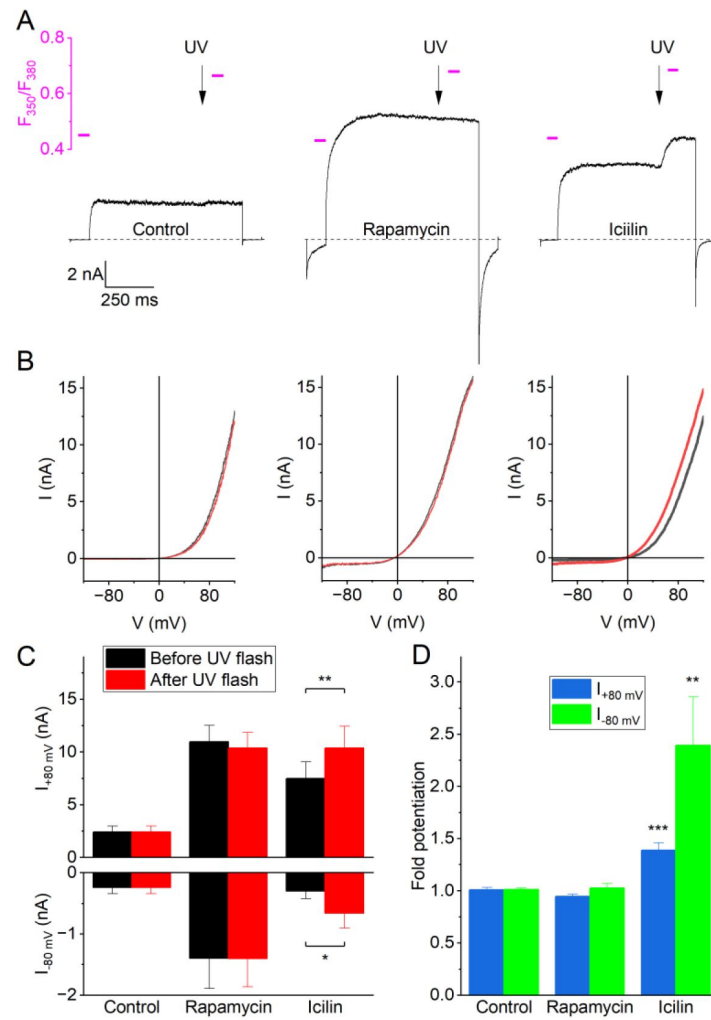 A
UV
UV
UV
F350/F380
0.8
0.6
0.4
Control
Rapamycin
Iciilin
2 nA
250 ms
B
15
10
5
0
I (nA)
−80 0 80
V (mV)
15
10
5
0
I (nA)
−80 0 80
V (mV)
15
10
5
0
I (nA)
−80 0 80
V (mV)
C
Before UV flash
After UV flash
**
15
10
5
0
I+80 mV (nA)
0
−1
−2
I-80 mV (nA)
*
Control Rapamycin Icilin
D
I+80 mV
I-80 mV
**
***
3.0
2.5
2.0
1.5
1.0
0.5
0.0
Fold potentiation
Control Rapamycin Icilin